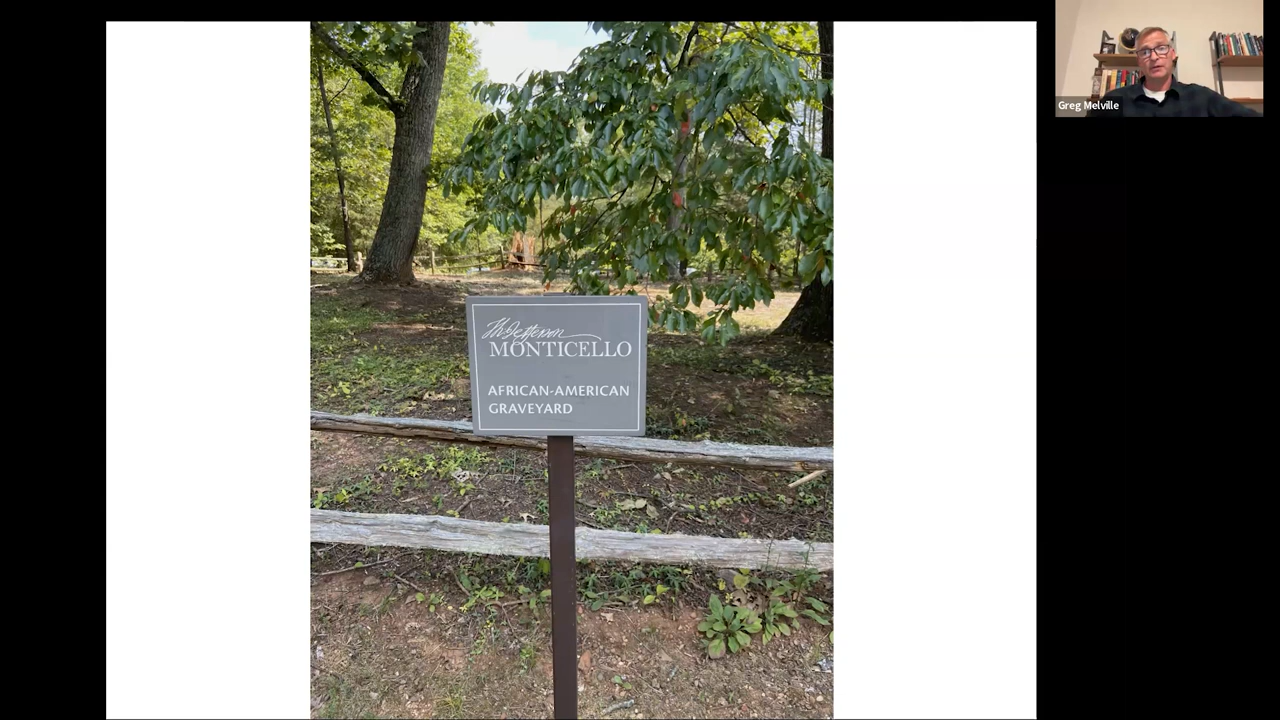 Th Jefferson
MONTICELLO
AFRICAN-AMERICAN
GRAVEYARD
Greg Melville